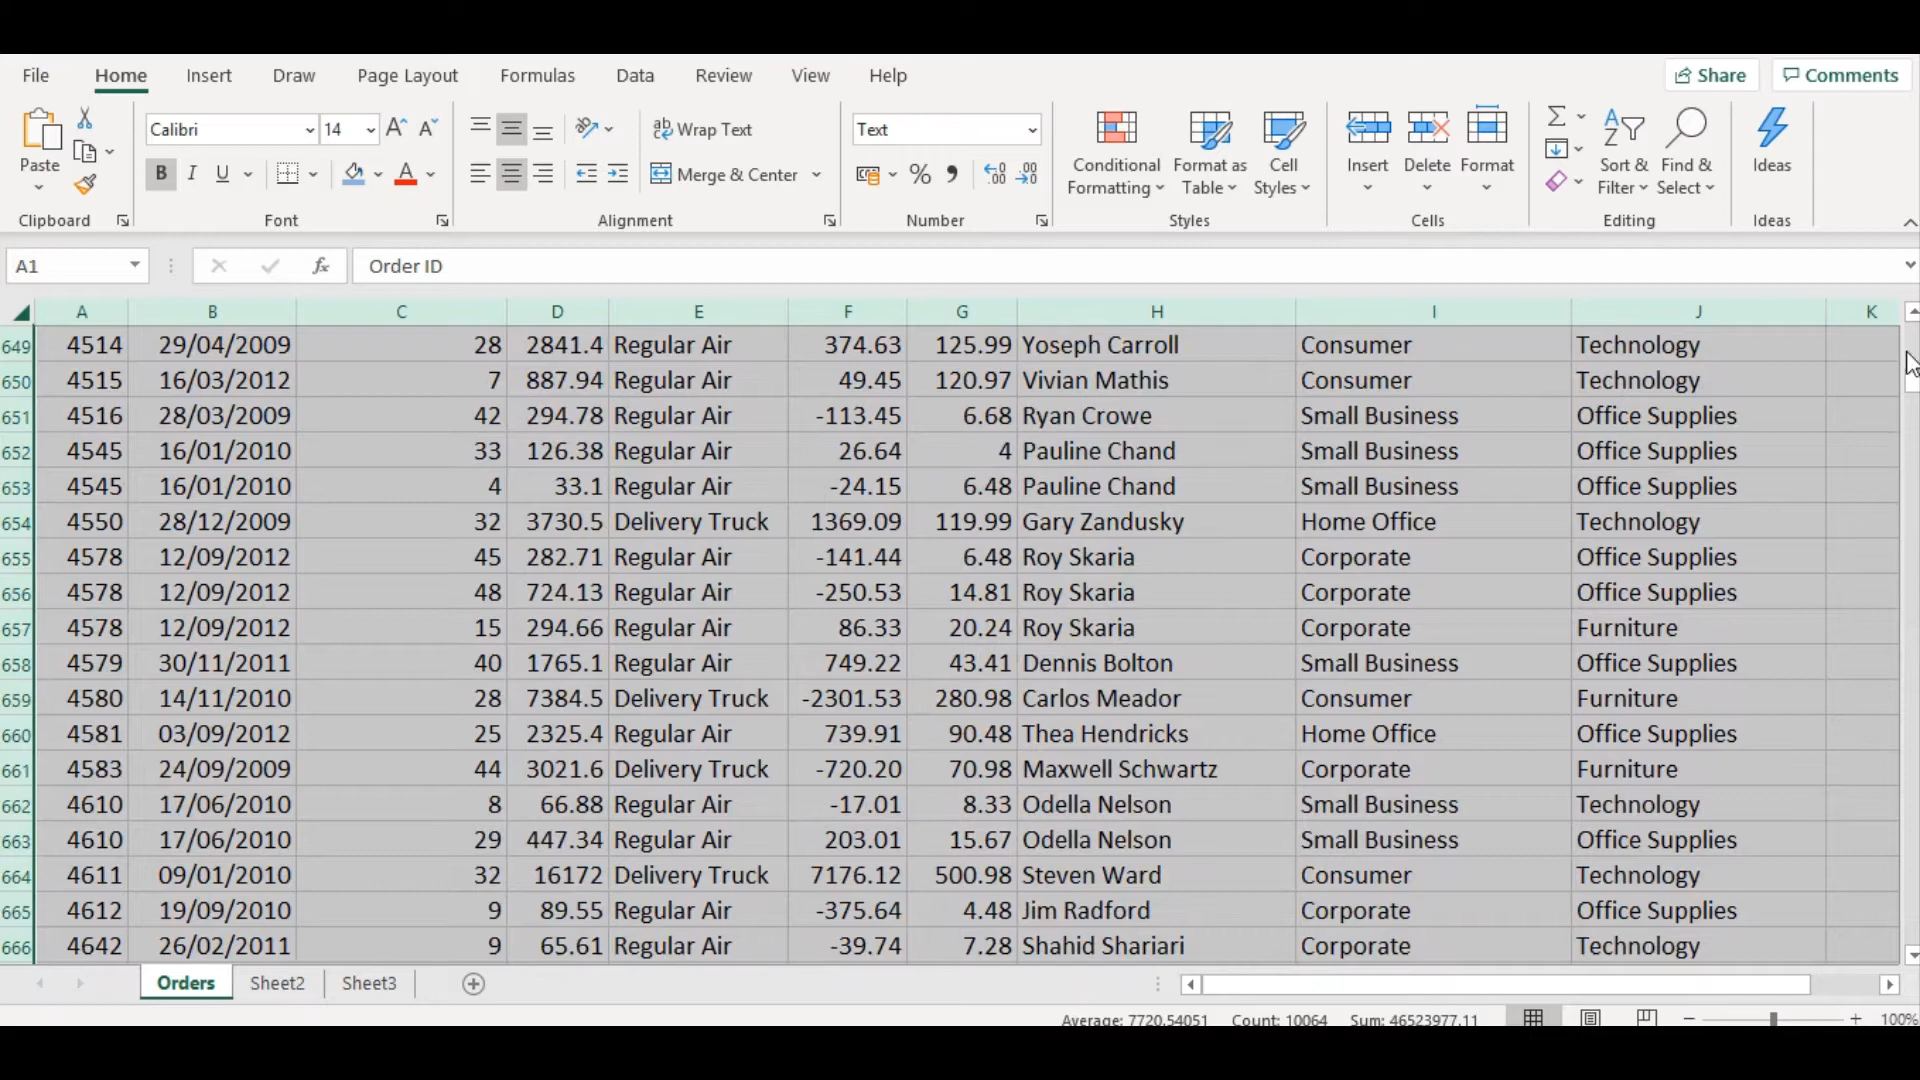 File Home Insert Draw Page Layout Formulas Data Review View Help Share Comments
Calibri 14 A^ A Wrap Text Text
Paste B I U A Merge & Center % , Conditional Formatting Format as Table Cell Styles Insert Delete Format Sort & Filter Find & Select Ideas
Clipboard Font Alignment Number Styles Cells Editing Ideas
A1 fx Order ID
A B C D E F G H I J K
649 4514 29/04/2009 28 2841.4 Regular Air 374.63 125.99 Yoseph Carroll Consumer Technology
650 4515 16/03/2012 7 887.94 Regular Air 49.45 120.97 Vivian Mathis Consumer Technology
651 4516 28/03/2009 42 294.78 Regular Air -113.45 6.68 Ryan Crowe Small Business Office Supplies
652 4545 16/01/2010 33 126.38 Regular Air 26.64 4 Pauline Chand Small Business Office Supplies
653 4545 16/01/2010 4 33.1 Regular Air -24.15 6.48 Pauline Chand Small Business Office Supplies
654 4550 28/12/2009 32 3730.5 Delivery Truck 1369.09 119.99 Gary Zandusky Home Office Technology
655 4578 12/09/2012 45 282.71 Regular Air -141.44 6.48 Roy Skaria Corporate Office Supplies
656 4578 12/09/2012 48 724.13 Regular Air -250.53 14.81 Roy Skaria Corporate Office Supplies
657 4578 12/09/2012 15 294.66 Regular Air 86.33 20.24 Roy Skaria Corporate Furniture
658 4579 30/11/2011 40 1765.1 Regular Air 749.22 43.41 Dennis Bolton Small Business Office Supplies
659 4580 14/11/2010 28 7384.5 Delivery Truck -2301.53 280.98 Carlos Meador Consumer Furniture
660 4581 03/09/2012 25 2325.4 Regular Air 739.91 90.48 Thea Hendricks Home Office Office Supplies
661 4583 24/09/2009 44 3021.6 Delivery Truck -720.20 70.98 Maxwell Schwartz Corporate Furniture
662 4610 17/06/2010 8 66.88 Regular Air -17.01 8.33 Odella Nelson Small Business Technology
663 4610 17/06/2010 29 447.34 Regular Air 203.01 15.67 Odella Nelson Small Business Office Supplies
664 4611 09/01/2010 32 16172 Delivery Truck 7176.12 500.98 Steven Ward Consumer Technology
665 4612 19/09/2010 9 89.55 Regular Air -375.64 4.48 Jim Radford Corporate Office Supplies
666 4642 26/02/2011 9 65.61 Regular Air -39.74 7.28 Shahid Shariari Corporate Technology
Orders Sheet2 Sheet3
Average: 7720.54051 Count: 10064 Sum: 46523977.11 100%